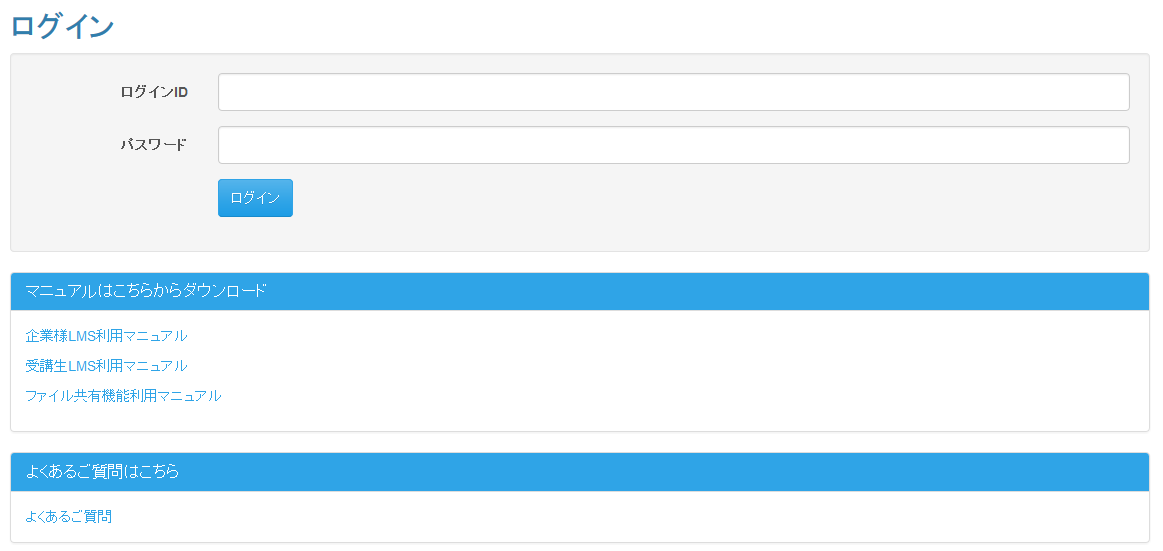 ログイン
ログインID
パスワード
ログイン
マニュアルはこちらからダウンロード
企業様LMS利用マニュアル
受講生LMS利用マニュアル
ファイル共有機能利用マニュアル
よくあるご質問はこちら
よくあるご質問